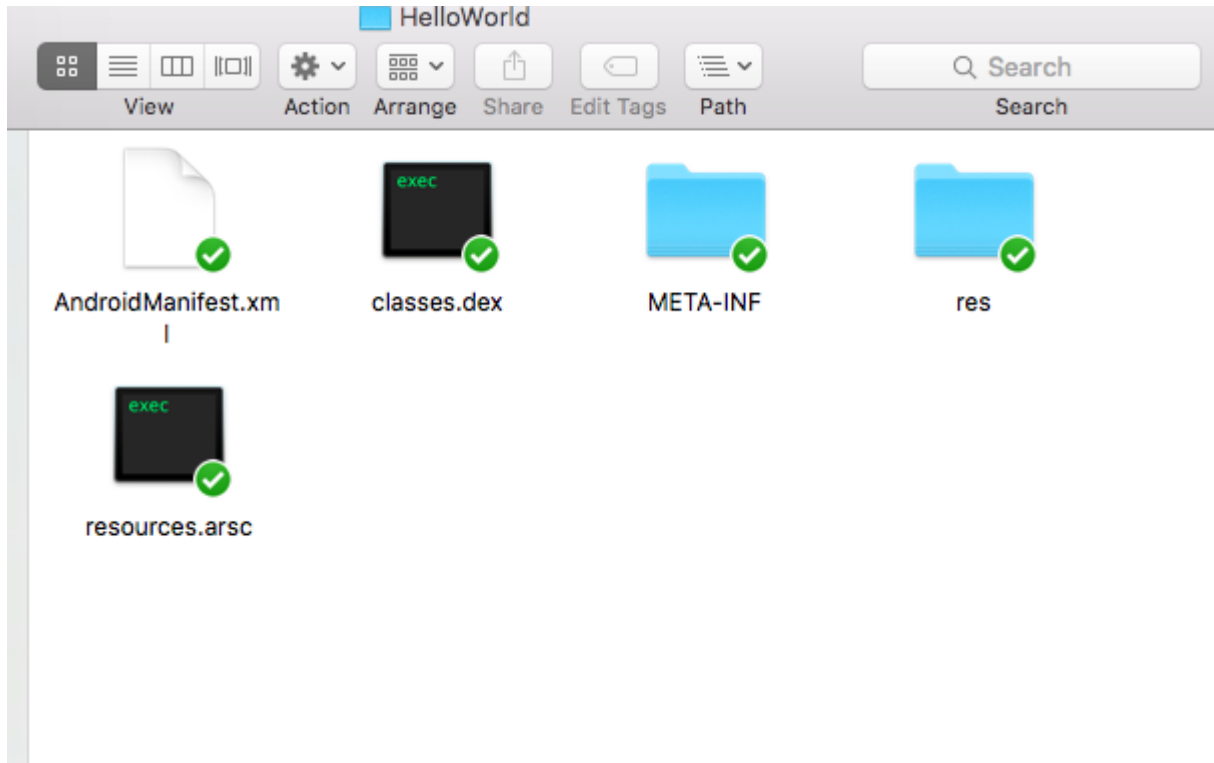 HelloWorld
Search
View Action Arrange Share Edit Tags Path Search
exec
AndroidManifest.xm
l
classes.dex
META-INF
res
exec
resources.arsc